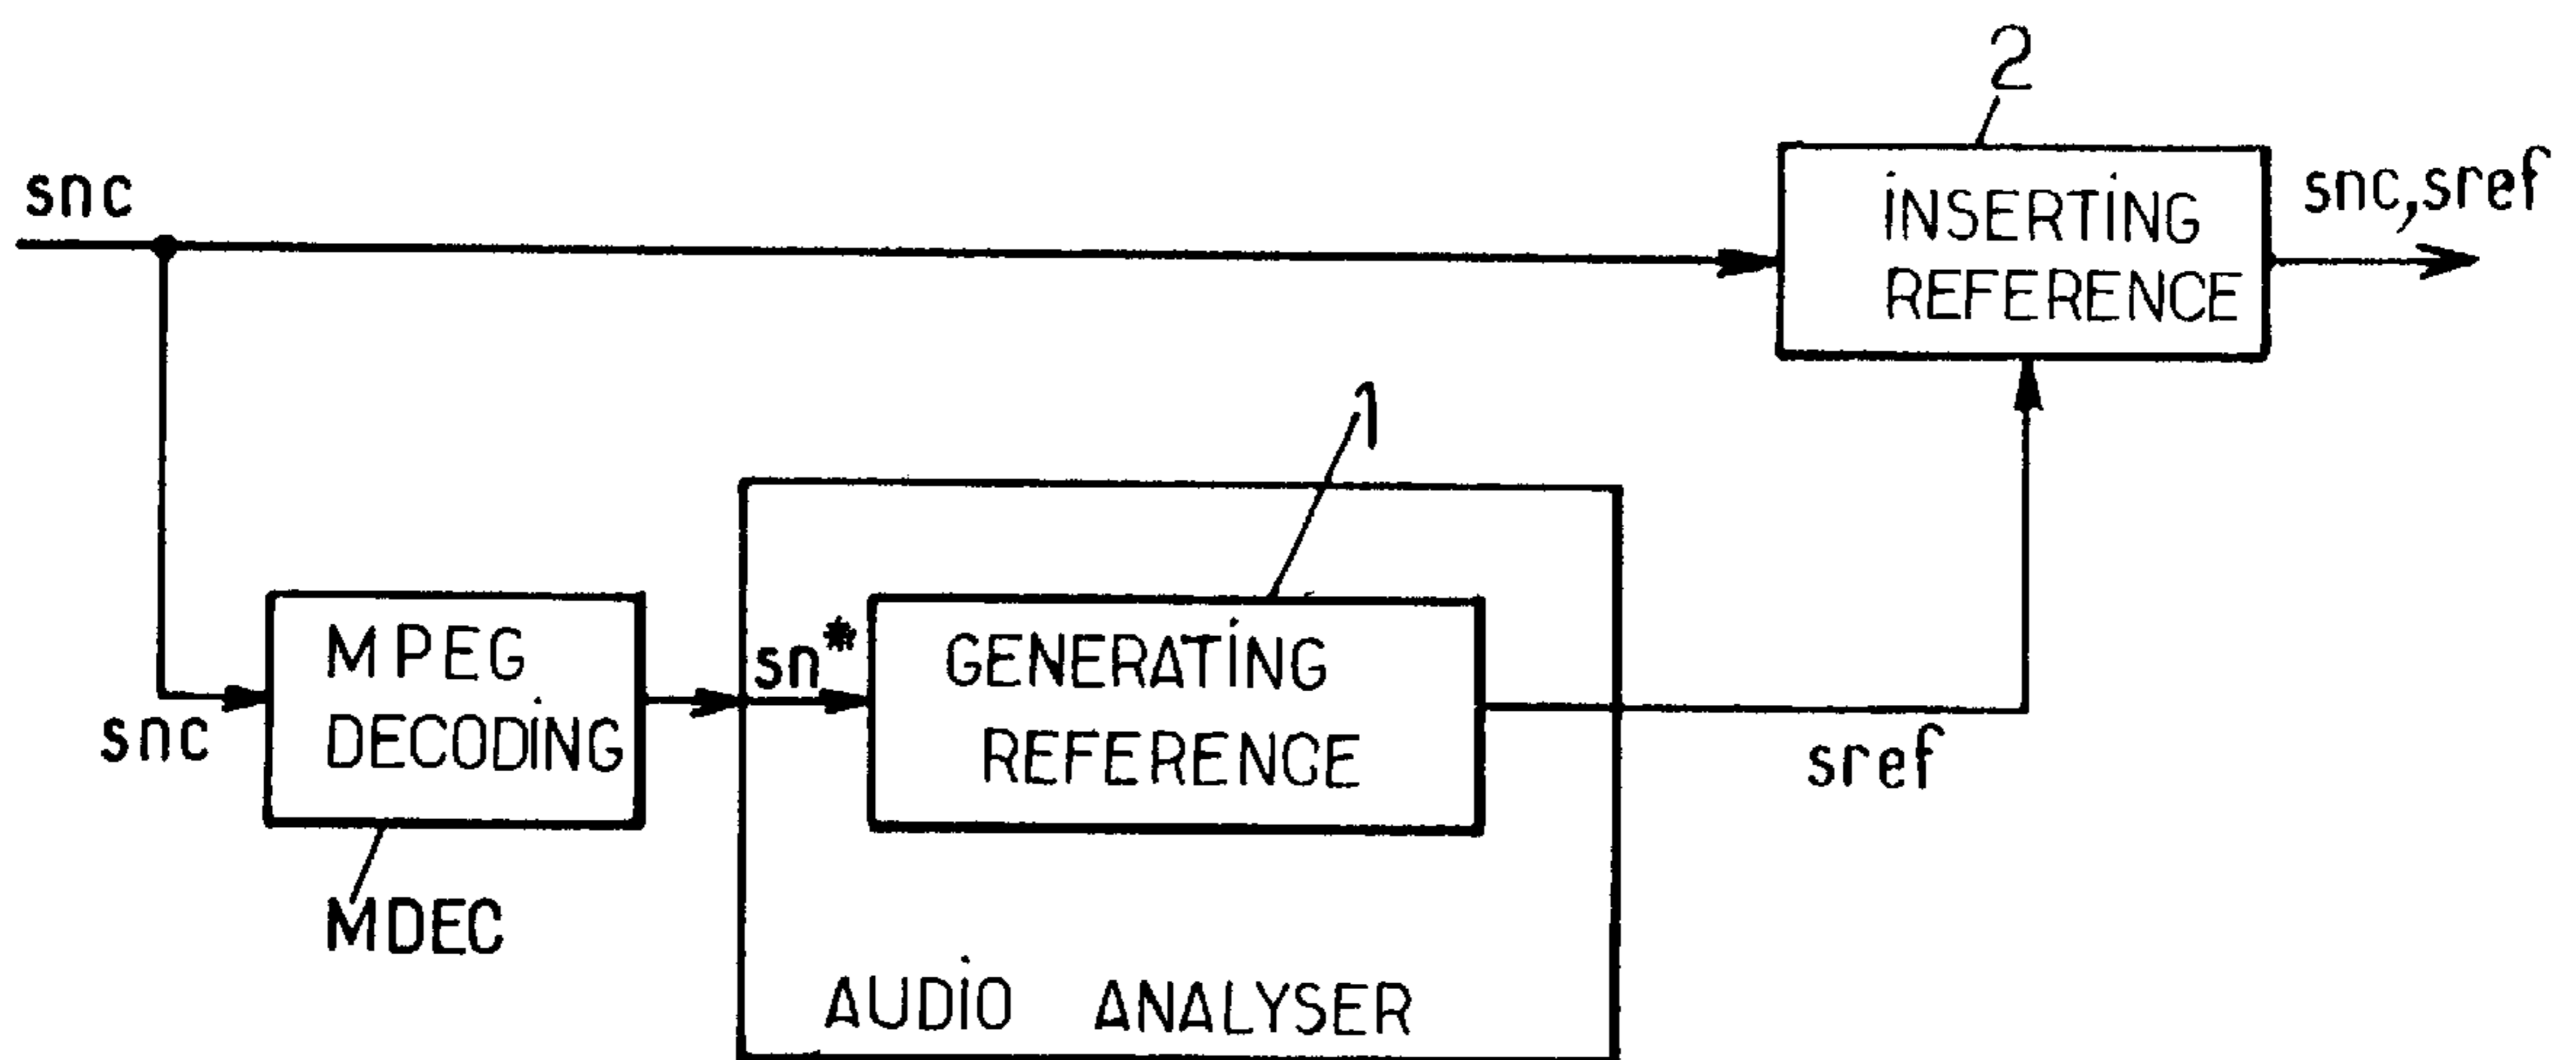 2
snc
INSERTING
REFERENCE
snc,sref
1
MPEG
DECODING
snc
sn*
GENERATING
REFERENCE
sref
MDEC
AUDIO ANALYSER